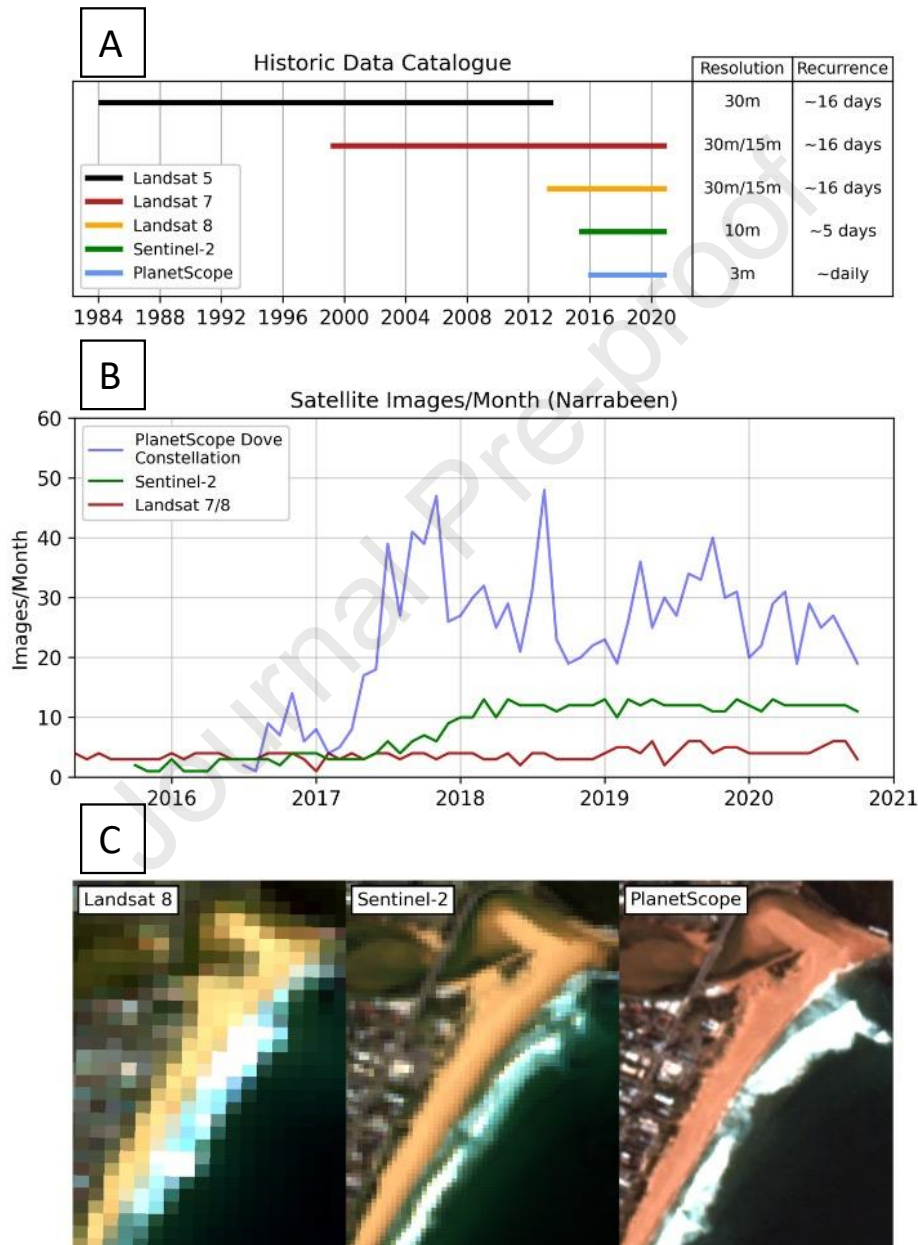 A
Historic Data Catalogue
Resolution Recurrence
30m ~16 days
30m/15m ~16 days
30m/15m ~16 days
10m ~5 days
3m ~daily
Landsat 5
Landsat 7
Landsat 8
Sentinel-2
PlanetScope
1984 1988 1992 1996 2000 2004 2008 2012 2016 2020
B
Satellite Images/Month (Narrabeen)
PlanetScope Dove
Constellation
Sentinel-2
Landsat 7/8
Images/Month
60
50
40
30
20
10
0
2016 2017 2018 2019 2020 2021
C
Landsat 8 Sentinel-2 PlanetScope
Journal Pre-proof